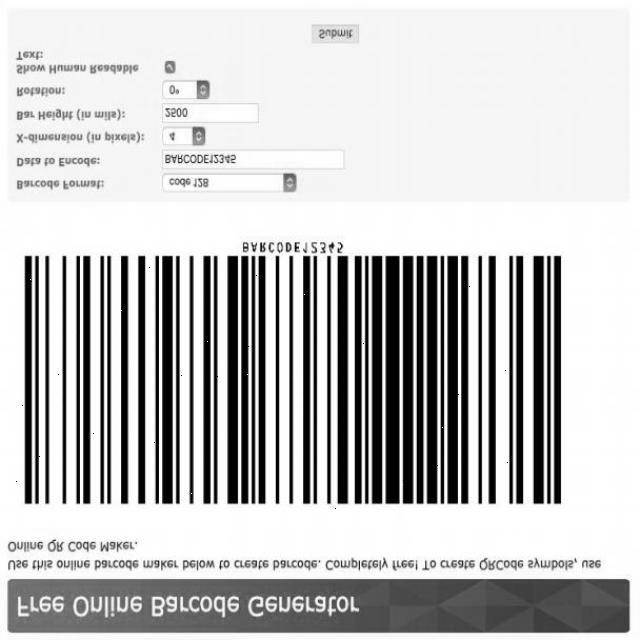 Free Online Barcode Generator
Use this online barcode maker below to create barcode. Completely free! To create QRCode symbols, use
Online QR Code Maker.
BARCODE12345
Barcode Format: code 128
Data to Encode: BARCODE12345
X-dimension (in pixels): 4
Bar Height (in mils): 2500
Rotation: 0°
Show Human Readable
Text:
Submit